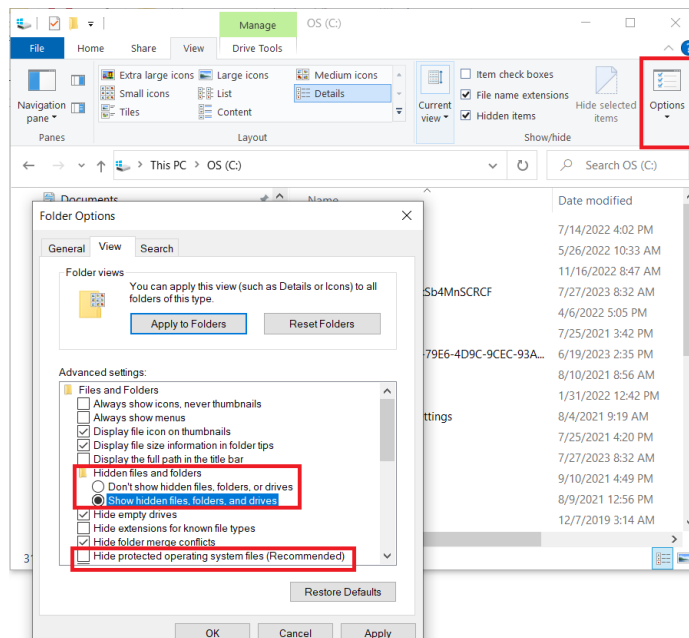 Manage
OS (C:)
File
Home
Share
View
Drive Tools
Extra large icons
Large icons
Medium icons
Small icons
List
Details
Tiles
Content
Navigation
pane
Panes
Layout
Current
view
Item check boxes
File name extensions
Hidden items
Hide selected
items
Show/hide
Options
This PC
OS (C:)
Search OS (C:)
Documents
Name
Date modified
7/14/2022 4:02 PM
5/26/2022 10:33 AM
11/16/2022 8:47 AM
Sb4MnSCRCF
7/27/2023 8:32 AM
4/6/2022 5:05 PM
7/25/2021 3:42 PM
-79E6-4D9C-9CEC-93A...
6/19/2023 2:35 PM
8/10/2021 8:56 AM
1/31/2022 12:42 PM
ttings
8/4/2021 9:19 AM
7/25/2021 4:20 PM
7/27/2023 8:32 AM
9/10/2021 4:49 PM
8/9/2021 12:56 PM
12/7/2019 3:14 AM
Folder Options
General
View
Search
Folder views
You can apply this view (such as Details or Icons) to all
folders of this type.
Apply to Folders
Reset Folders
Advanced settings:
Files and Folders
Always show icons, never thumbnails
Always show menus
Display file icon on thumbnails
Display file size information in folder tips
Display the full path in the title bar
Hidden files and folders
Don't show hidden files, folders, or drives
Show hidden files, folders, and drives
Hide empty drives
Hide extensions for known file types
Hide folder merge conflicts
Hide protected operating system files (Recommended)
Restore Defaults
OK
Cancel
Apply